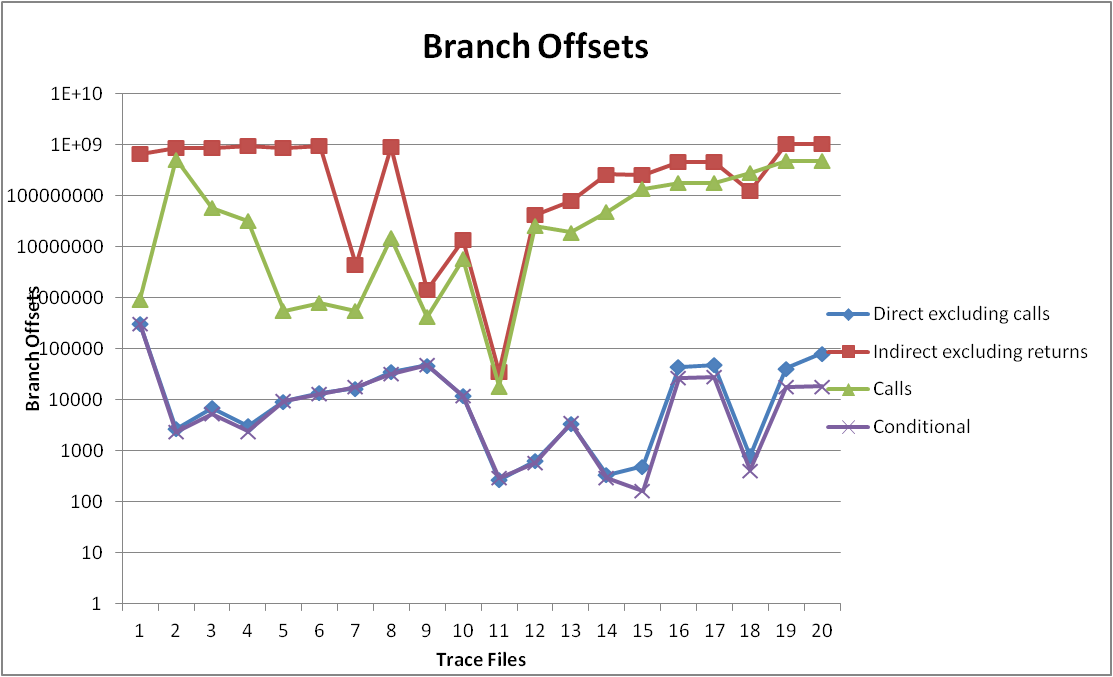 Branch Offsets
1E+10
1E+09
100000000
10000000
1000000
100000
10000
1000
100
10
1
Branch Offsets
1 2 3 4 5 6 7 8 9 10 11 12 13 14 15 16 17 18 19 20
Trace Files
Direct excluding calls
Indirect excluding returns
Calls
Conditional